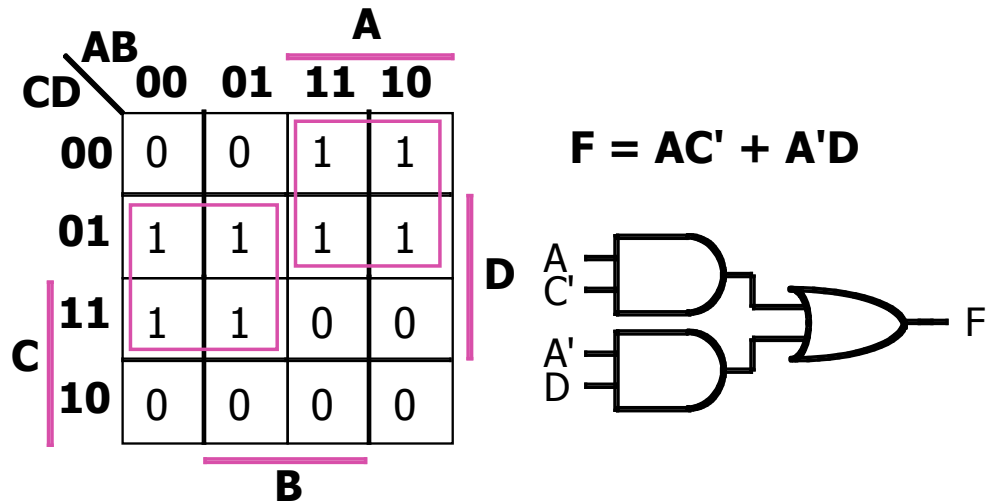 A
AB
CD
00 01 11 10
00 0 0 1 1
01 1 1 1 1
11 1 1 0 0
10 0 0 0 0
C
D
B
F = AC' + A'D
A
C'
A'
D
F